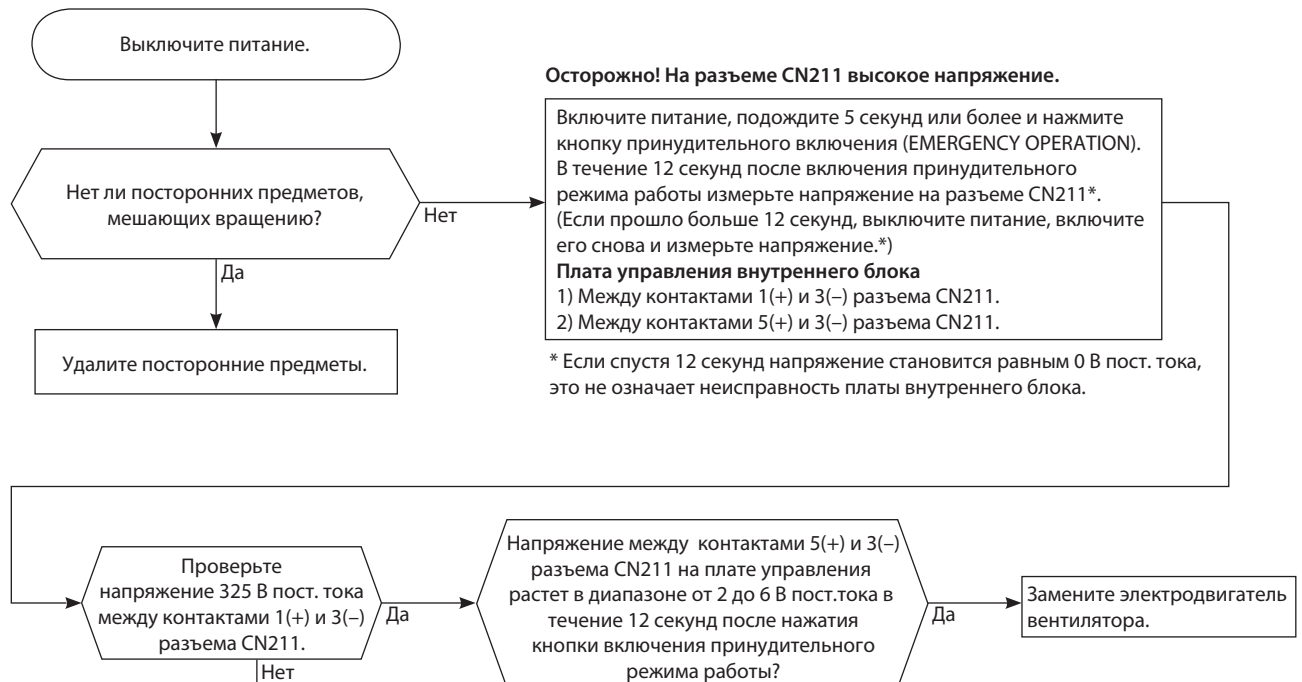 Выключите питание.
Нет ли посторонних предметов,
мешающих вращению?
Нет
Да
Удалите посторонние предметы.
Осторожно! На разъеме CN211 высокое напряжение.
Включите питание, подождите 5 секунд или более и нажмите
кнопку принудительного включения (EMERGENCY OPERATION).
В течение 12 секунд после включения принудительного
режима работы измерьте напряжение на разъеме CN211*.
(Если прошло больше 12 секунд, выключите питание, включите
его снова и измерьте напряжение.*)
Плата управления внутреннего блока
1) Между контактами 1(+) и 3(–) разъема CN211.
2) Между контактами 5(+) и 3(–) разъема CN211.
* Если спустя 12 секунд напряжение становится равным 0 В пост. тока,
это не означает неисправность платы внутреннего блока.
Проверьте
напряжение 325 В пост. тока
между контактами 1(+) и 3(–)
разъема CN211.
Да
Нет
Напряжение между контактами 5(+) и 3(–)
разъема CN211 на плате управления
растет в диапазоне от 2 до 6 В пост.тока в
течение 12 секунд после нажатия
кнопки включения принудительного
режима работы?
Да
Замените электродвигатель
вентилятора.